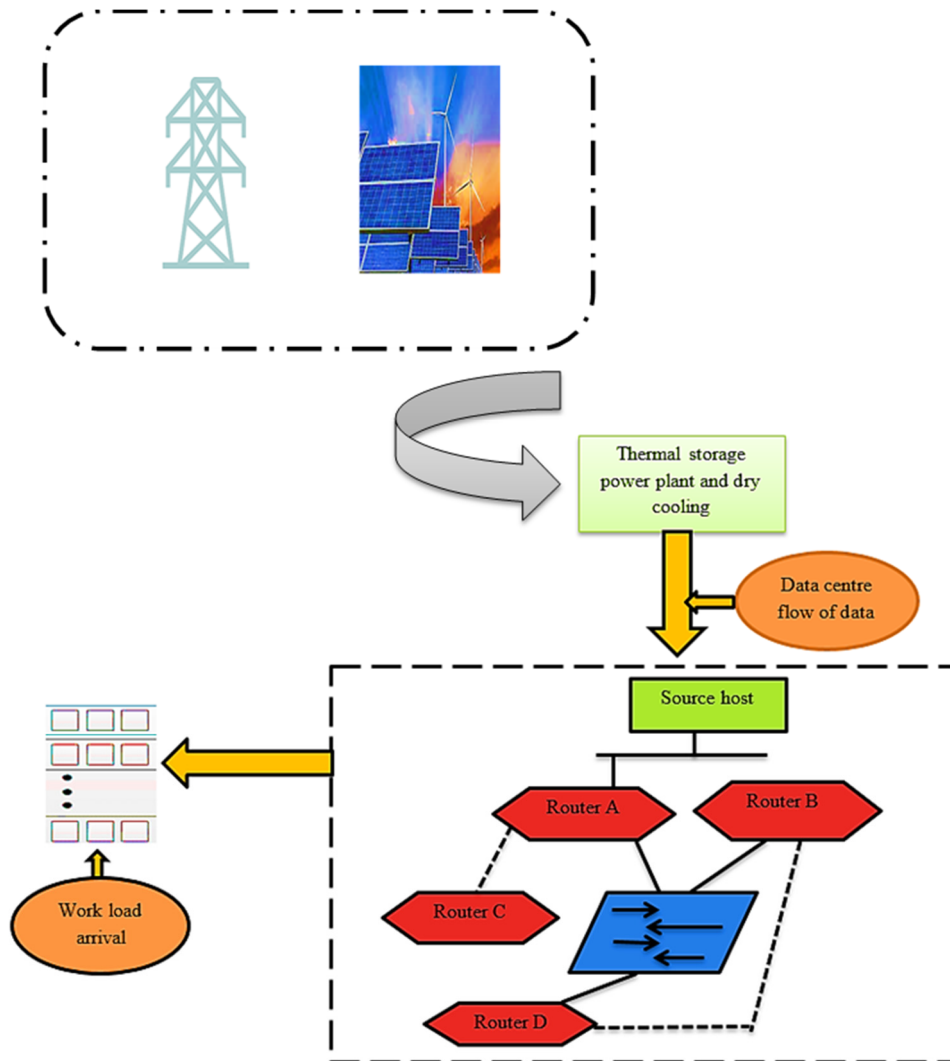 Thermal storage
power plant and dry
cooling
Data centre
flow of data
Source host
Router A
Router B
Router C
Router D
Work load
arrival